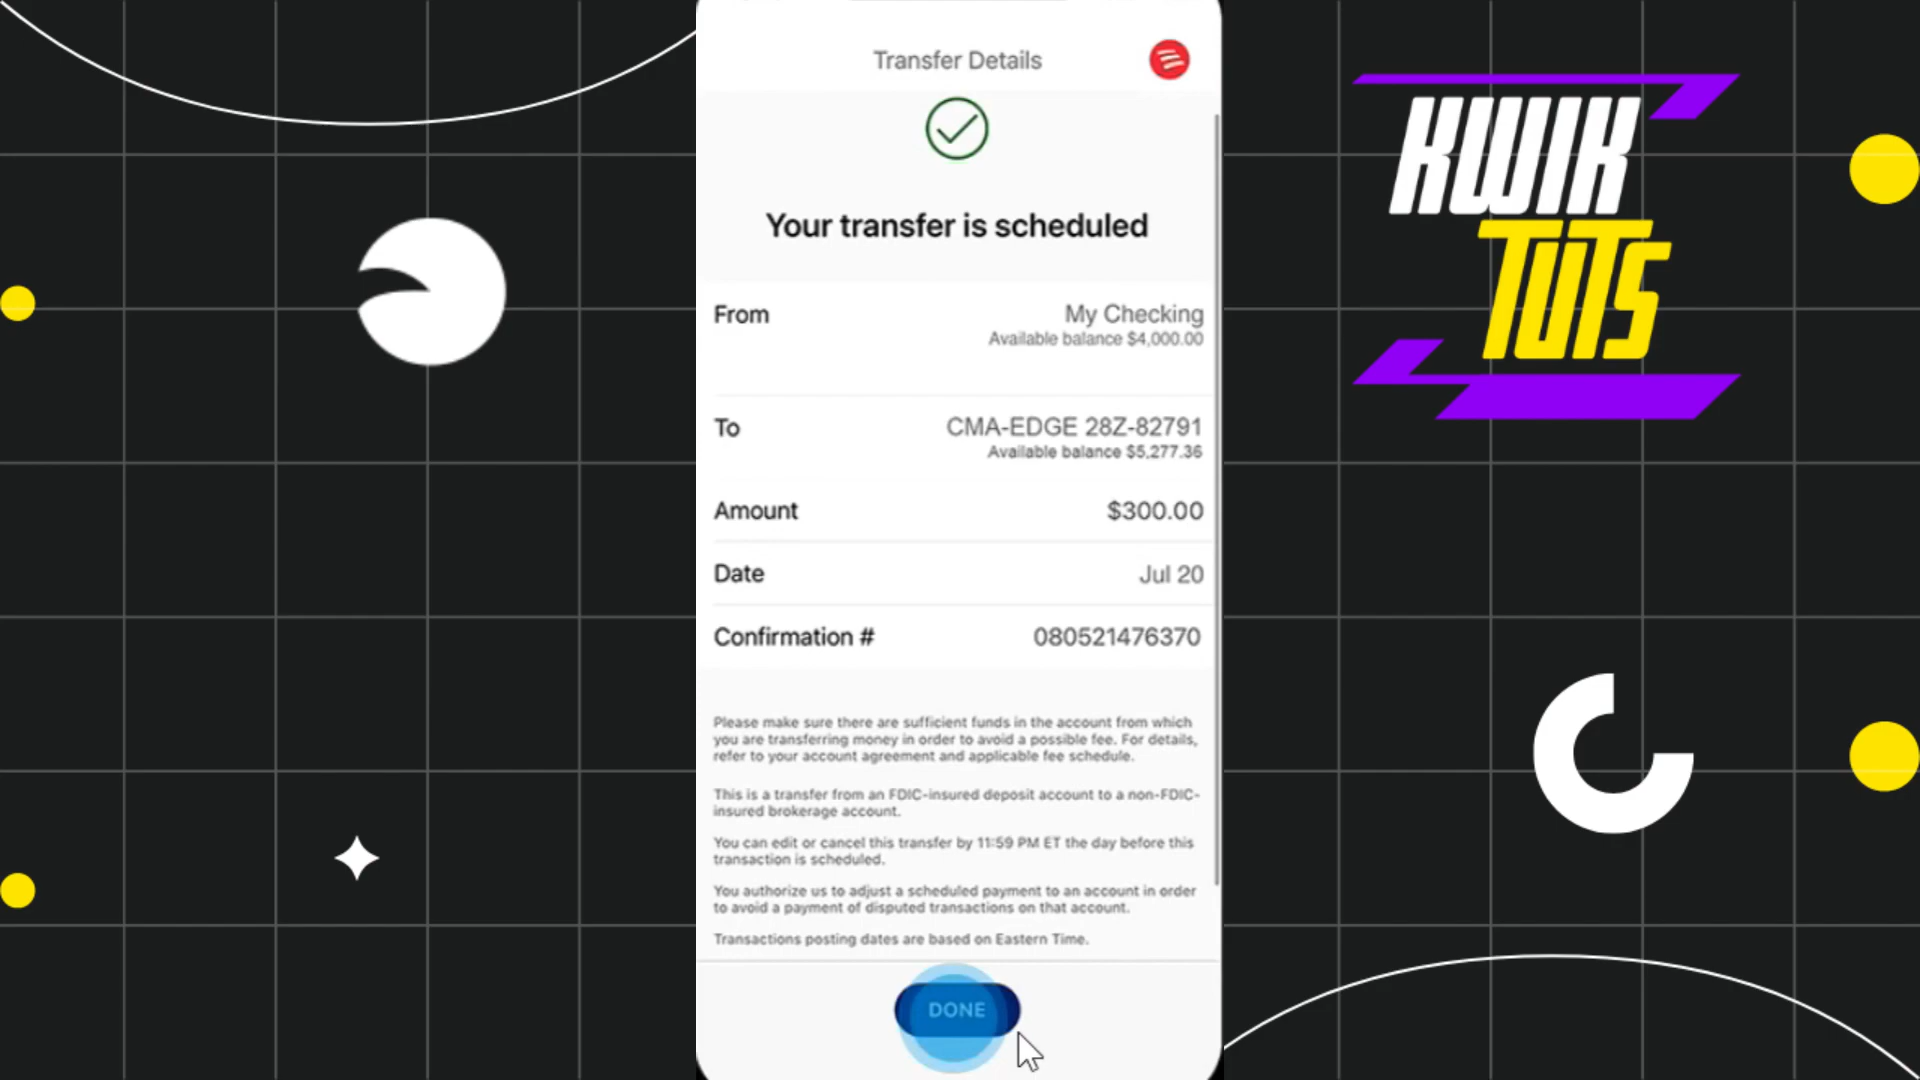 Transfer Details
Your transfer is scheduled
From
My Checking
Available balance $4,000.00
To
CMA-EDGE 28Z-82791
Available balance $5,277.36
Amount
$300.00
Date
Jul 20
Confirmation #
080521476370
Please make sure there are sufficient funds in the account from which
you are transferring money in order to avoid a possible fee. For details,
refer to your account agreement and applicable fee schedule.
This is a transfer from an FDIC-insured deposit account to a non-FDIC-
insured brokerage account.
You can edit or cancel this transfer by 11:59 PM ET the day before this
transaction is scheduled.
You authorize us to adjust a scheduled payment to an account in order
to avoid a payment of disputed transactions on that account.
Transactions posting dates are based on Eastern Time.
DONE
KWIK
TUTS